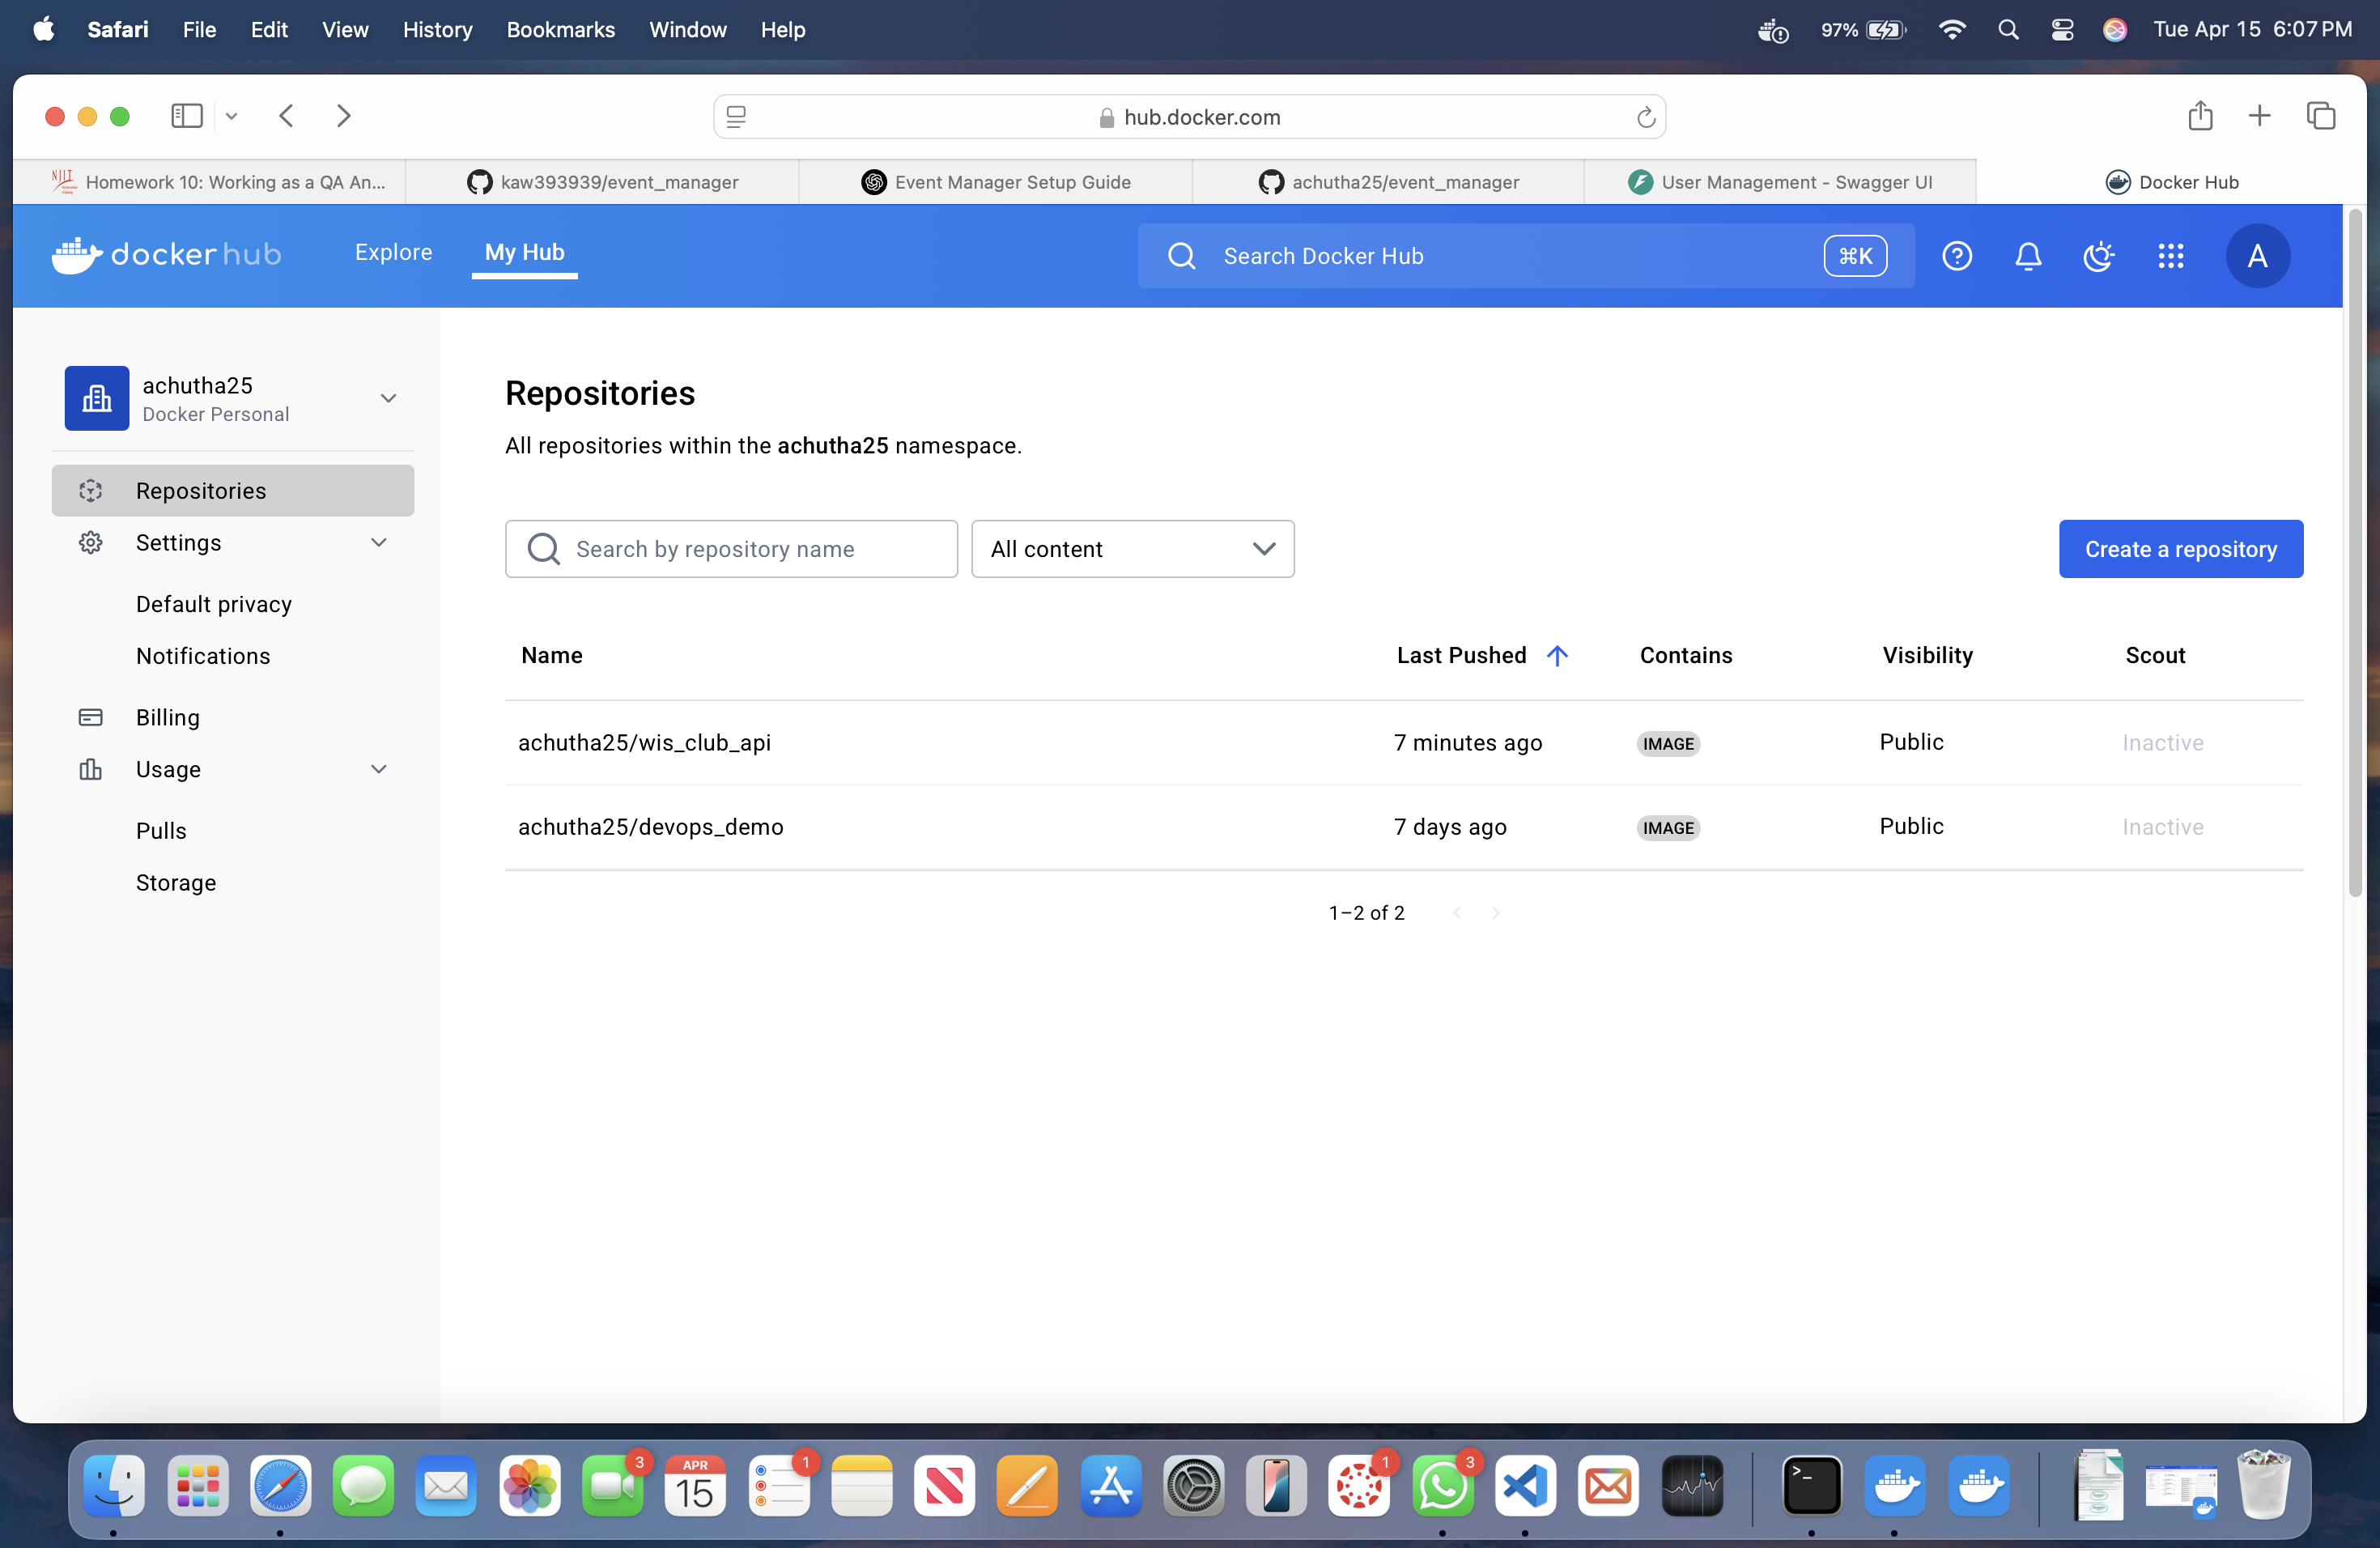 Safari File Edit View History Bookmarks Window Help 97% Tue Apr 15 6:07 PM
hub.docker.com
Homework 10: Working as a QA An... kaw393939/event_manager Event Manager Setup Guide achutha25/event_manager User Management - Swagger UI Docker Hub
docker hub Explore My Hub Search Docker Hub ⌘K A
achutha25
Docker Personal
Repositories
Settings
Default privacy
Notifications
Billing
Usage
Pulls
Storage
Repositories
All repositories within the achutha25 namespace.
Search by repository name All content Create a repository
Name Last Pushed Contains Visibility Scout
achutha25/wis_club_api 7 minutes ago IMAGE Public Inactive
achutha25/devops_demo 7 days ago IMAGE Public Inactive
1–2 of 2
3 APR 15 1 1 3